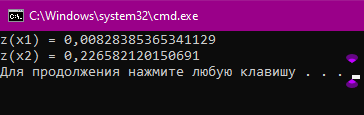 C:\Windows\system32\cmd.exe
z(x1) = 0,00828385365341129
z(x2) = 0,226582120150691
Для продолжения нажмите любую клавишу . . .